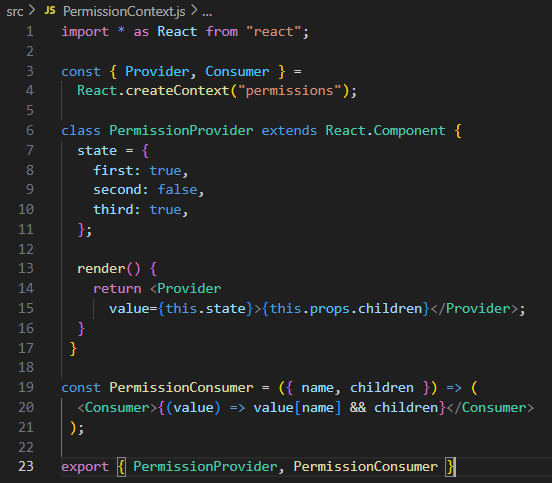 src > JS PermissionContext.js > ...
1 import * as React from "react";
2
3 const { Provider, Consumer } =
4   React.createContext("permissions");
5
6 class PermissionProvider extends React.Component {
7   state = {
8     first: true,
9     second: false,
10     third: true,
11   };
12
13   render() {
14     return <Provider
15       value={this.state}>{this.props.children}</Provider>;
16   }
17  }
18
19 const PermissionConsumer = ({ name, children }) => (
20   <Consumer>{(value) => value[name] && children}</Consumer>
21  );
22
23 export { PermissionProvider, PermissionConsumer }